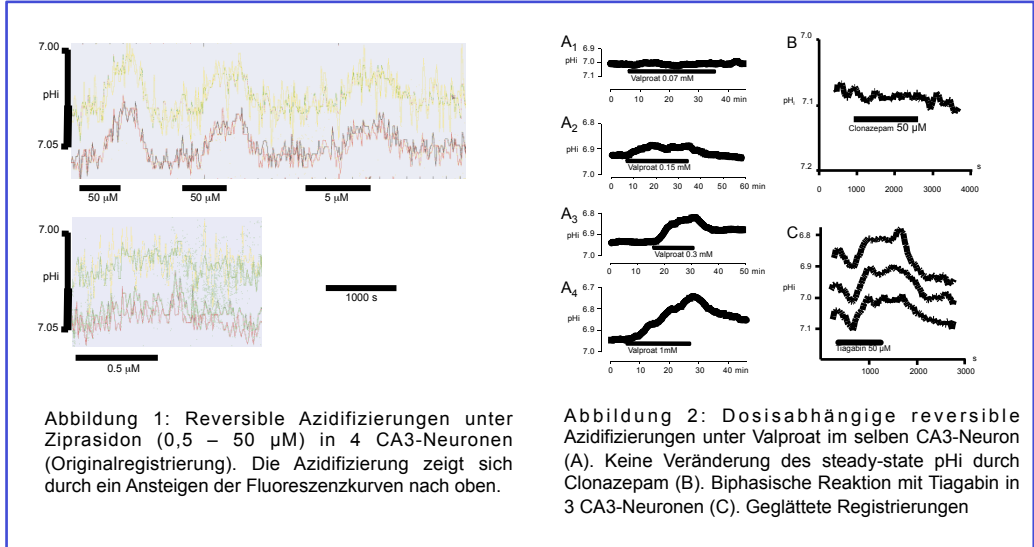 7.00
pHi
7.05
50 µM
50 µM
5 µM
7.00
pHi
7.05
0.5 µM
1000 s
Abbildung 1: Reversible Azidifizierungen unter
Ziprasidon (0,5 – 50 µM) in 4 CA3-Neuronen
(Originalregistrierung). Die Azidifizierung zeigt sich
durch ein Ansteigen der Fluoreszenzkurven nach oben.
A1
6.9
pHi 7.0
7.1
Valproat 0.07 mM
0 10 20 30 40 min
A2
6.8
pHi 6.9
7.0
Valproat 0.15 mM
0 10 20 30 40 50 60 min
A3
6.8
pHi 6.9
7.0
Valproat 0.3 mM
0 10 20 30 40 50 min
A4
6.7
pHi 6.8
6.9
7.0
Valproat 1mM
0 10 20 30 40 min
B
7.0
pHi 7.1
7.2
Clonazepam 50 µM
s
0 1000 2000 3000 4000
C
6.8
6.9
pHi
7.0
7.1
Tiagabin 50 µM
s
1000 2000 3000
Abbildung 2: Dosisabhängige reversible
Azidifizierungen unter Valproat im selben CA3-Neuron
(A). Keine Veränderung des steady-state pHi durch
Clonazepam (B). Biphasische Reaktion mit Tiagabin in
3 CA3-Neuronen (C). Geglättete Registrierungen